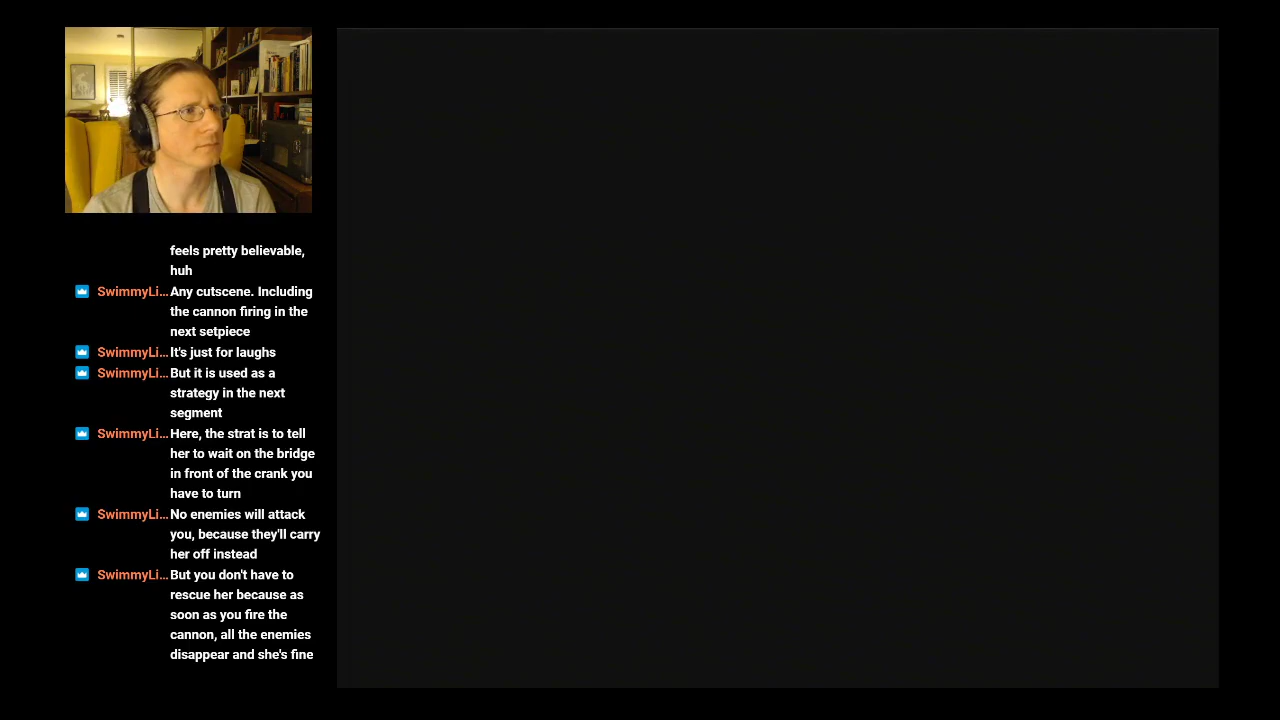 feels pretty believable,
huh
SwimmyLi... Any cutscene. Including
the cannon firing in the
next setpiece
SwimmyLi... It's just for laughs
SwimmyLi... But it is used as a
strategy in the next
segment
SwimmyLi... Here, the strat is to tell
her to wait on the bridge
in front of the crank you
have to turn
SwimmyLi... No enemies will attack
you, because they'll carry
her off instead
SwimmyLi... But you don't have to
rescue her because as
soon as you fire the
cannon, all the enemies
disappear and she's fine